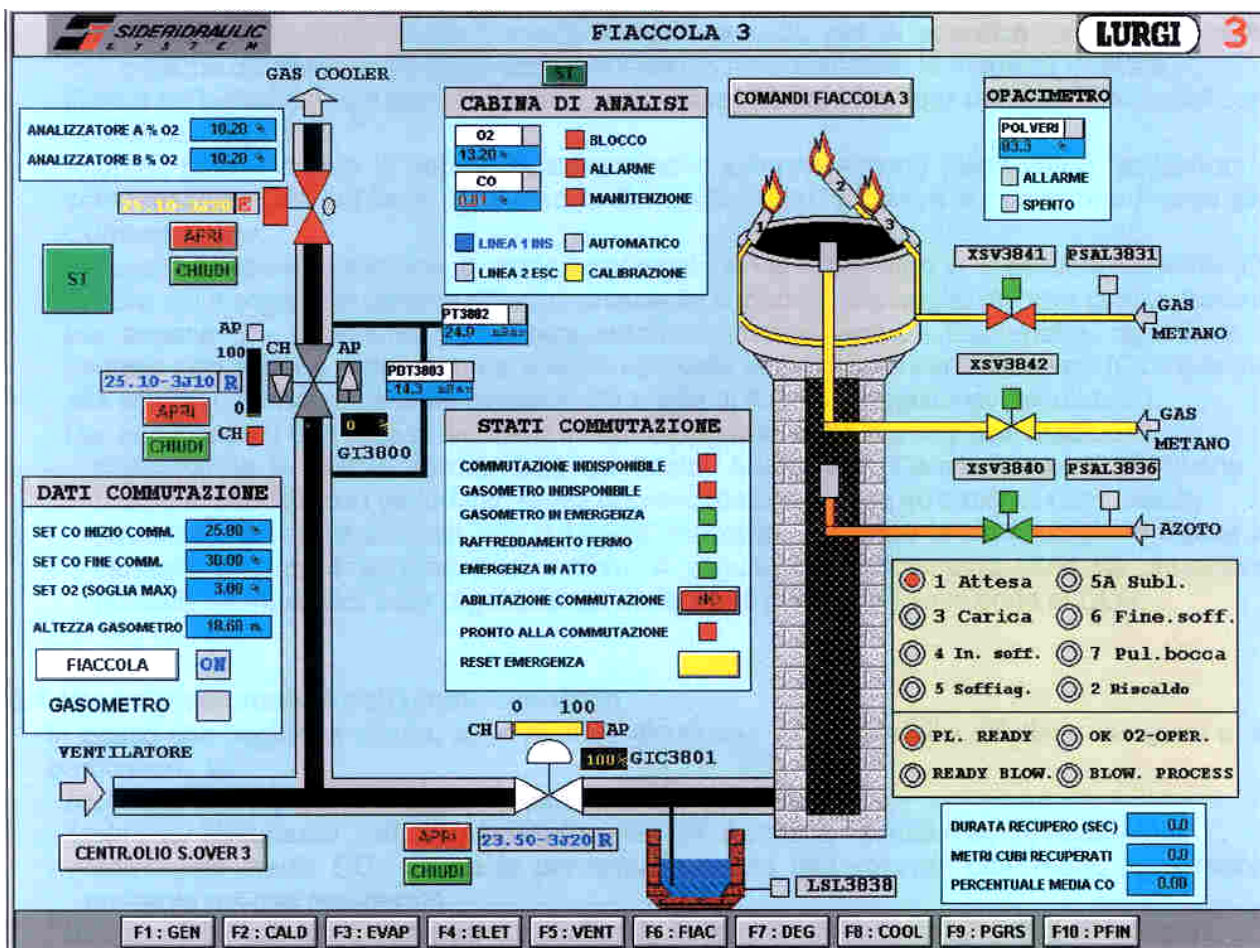 SIDERIDRAULIC
SYSTEM
FIACCOLA 3
LURGI
3
GAS COOLER
ST
COMANDI FIACCOLA 3
OPACIMETRO
POLVERI
83.3 %
ALLARME
SPENTO
ANALIZZATORE A % O2 10.20 %
ANALIZZATORE B % O2 10.20 %
CABINA DI ANALISI
O2
13.20 %
CO
0.01 %
BLOCCO
ALLARME
MANUTENZIONE
LINEA 1 INS
AUTOMATICO
LINEA 2 ESC
CALIBRAZIONE
APRI
CHIUDI
ST
1
2
3
XSV3841
PSAL3831
GAS
METANO
XSV3842
GAS
METANO
XSV3840
PSAL3836
AZOTO
PT3802
24.0
PDT3803
14.3
AP
100
CH
AP
25.10-3J10 R
APRI
0
CH
CHIUDI
0 %
GI3800
STATI COMMUTAZIONE
COMMUTAZIONE INDISPONIBILE
GASOMETRO INDISPONIBILE
GASOMETRO IN EMERGENZA
RAFFREDDAMENTO FERMO
EMERGENZA IN ATTO
ABILITAZIONE COMMUTAZIONE NO
PRONTO ALLA COMMUTAZIONE
RESET EMERGENZA
DATI COMMUTAZIONE
SET CO INIZIO COMM. 25.00 %
SET CO FINE COMM. 30.00 %
SET O2 (SOGLIA MAX) 3.00 %
ALTEZZA GASOMETRO 18.60 m.
FIACCOLA ON
GASOMETRO
1 Attesa
5A Subl.
3 Carica
6 Fine.soff.
4 In. soff.
7 Pul.bocca
5 Soffiag.
2 Riscaldo
PL. READY
OK O2-OPER.
READY BLOW.
BLOW. PROCESS
VENTILATORE
0 100
CH AP
100% GIC3801
APRI
23.50-3J20 R
CHIUDI
CENTR.OLIO S.OVER 3
LSL3838
DURATA RECUPERO (SEC) 0.0
METRI CUBI RECUPERATI 0.0
PERCENTUALE MEDIA CO 0.00
F1 : GEN
F2 : CALD
F3 : EVAP
F4 : ELET
F5 : VENT
F6 : FIAC
F7 : DEG
F8 : COOL
F9 : PGRS
F10 : PFIN